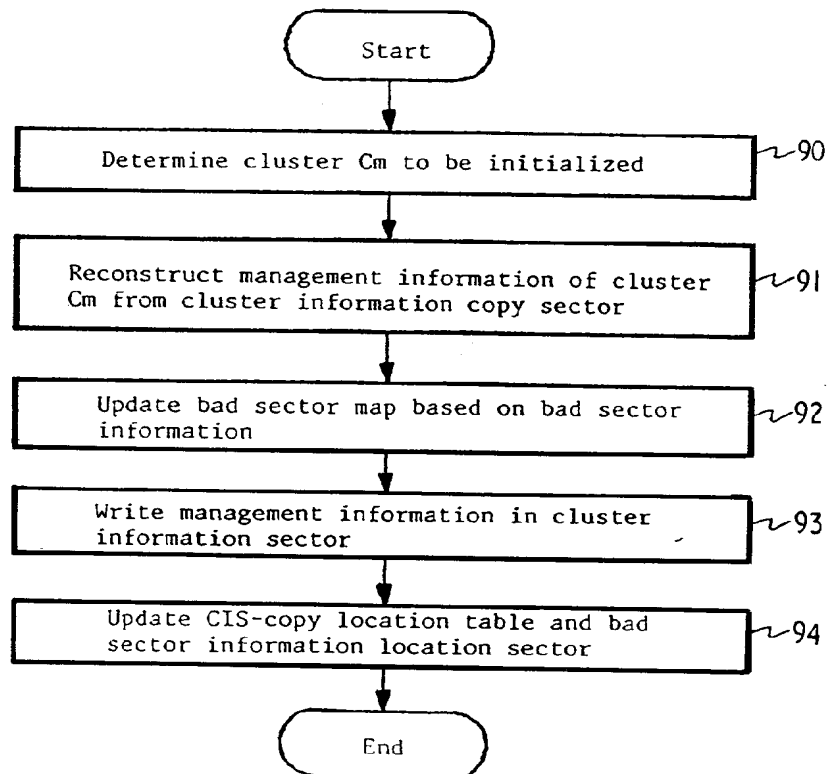 Start
Determine cluster Cm to be initialized
90
Reconstruct management information of cluster
Cm from cluster information copy sector
91
Update bad sector map based on bad sector
information
92
Write management information in cluster
information sector
93
Update CIS-copy location table and bad
sector information location sector
94
End